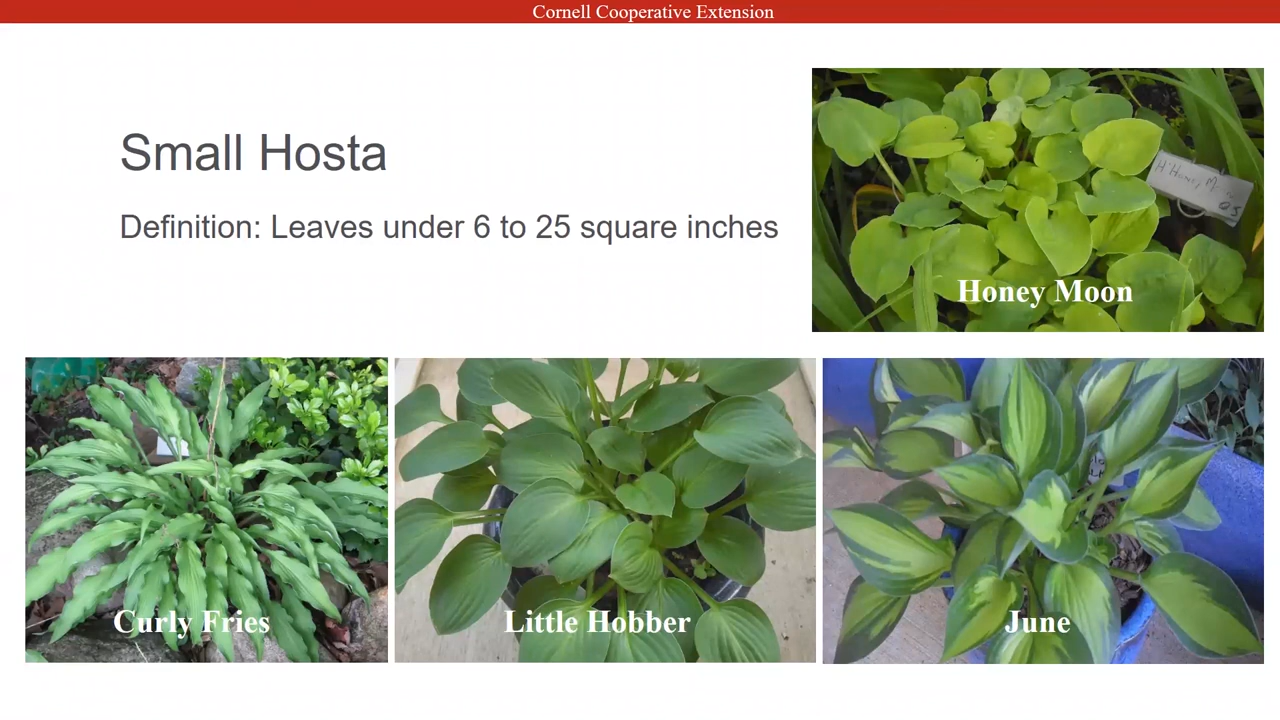 Cornell Cooperative Extension
Small Hosta
Definition: Leaves under 6 to 25 square inches
Honey Moon
Curly Fries
Little Hobber
June